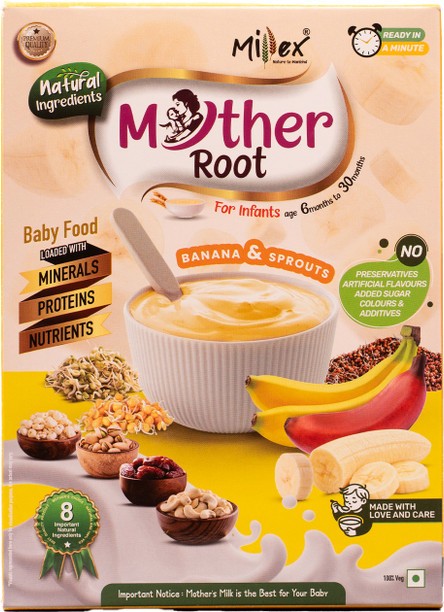 PREMIUM
QUALITY
Millex®
Nature to Mankind
READY IN
A MINUTE
Natural
Ingredients
Mother
Root
For Infants age 6months to 30months
Baby Food
LOADED WITH
MINERALS
PROTEINS
NUTRIENTS
BANANA & SPROUTS
NO
PRESERVATIVES
ARTIFICIAL FLAVOURS
ADDED SUGAR
COLOURS &
ADDITIVES
8
Important
Natural
Ingredients
MADE WITH
LOVE AND CARE
100% Veg
Important Notice : Mother's Milk is the Best for Your Baby